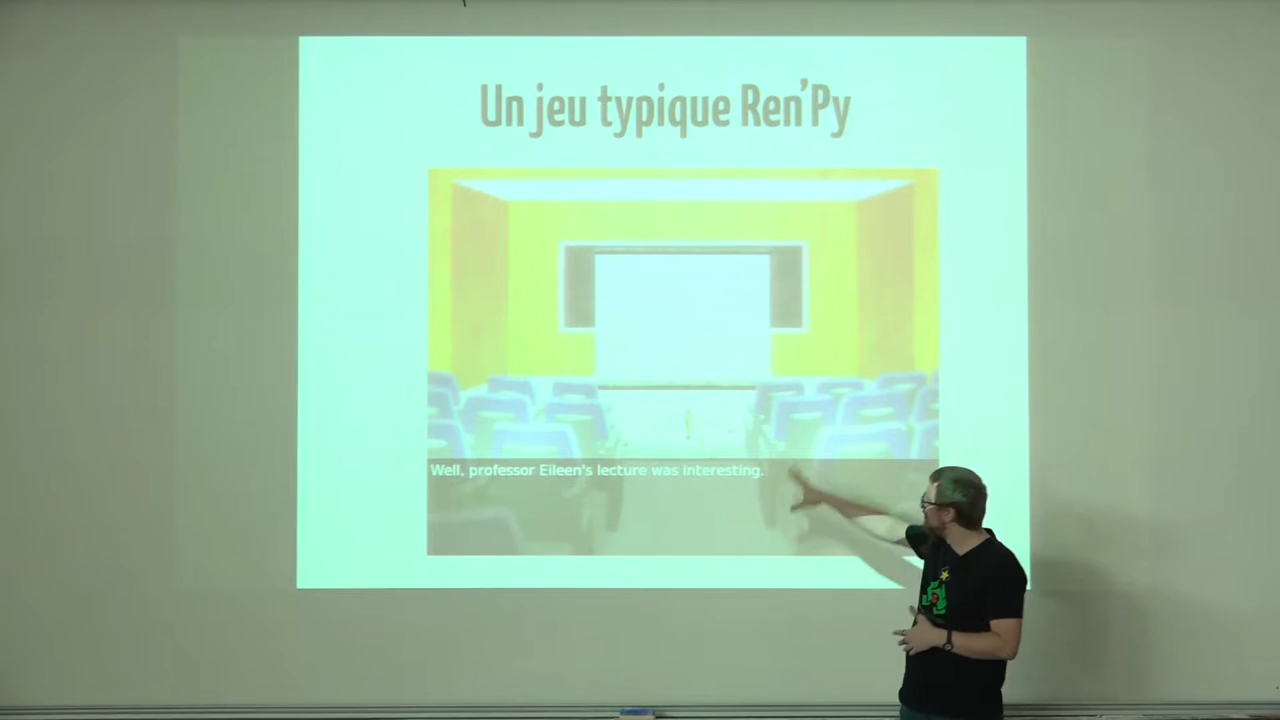 Un jeu typique Ren’Py
Well, professor Eileen's lecture was interesting.